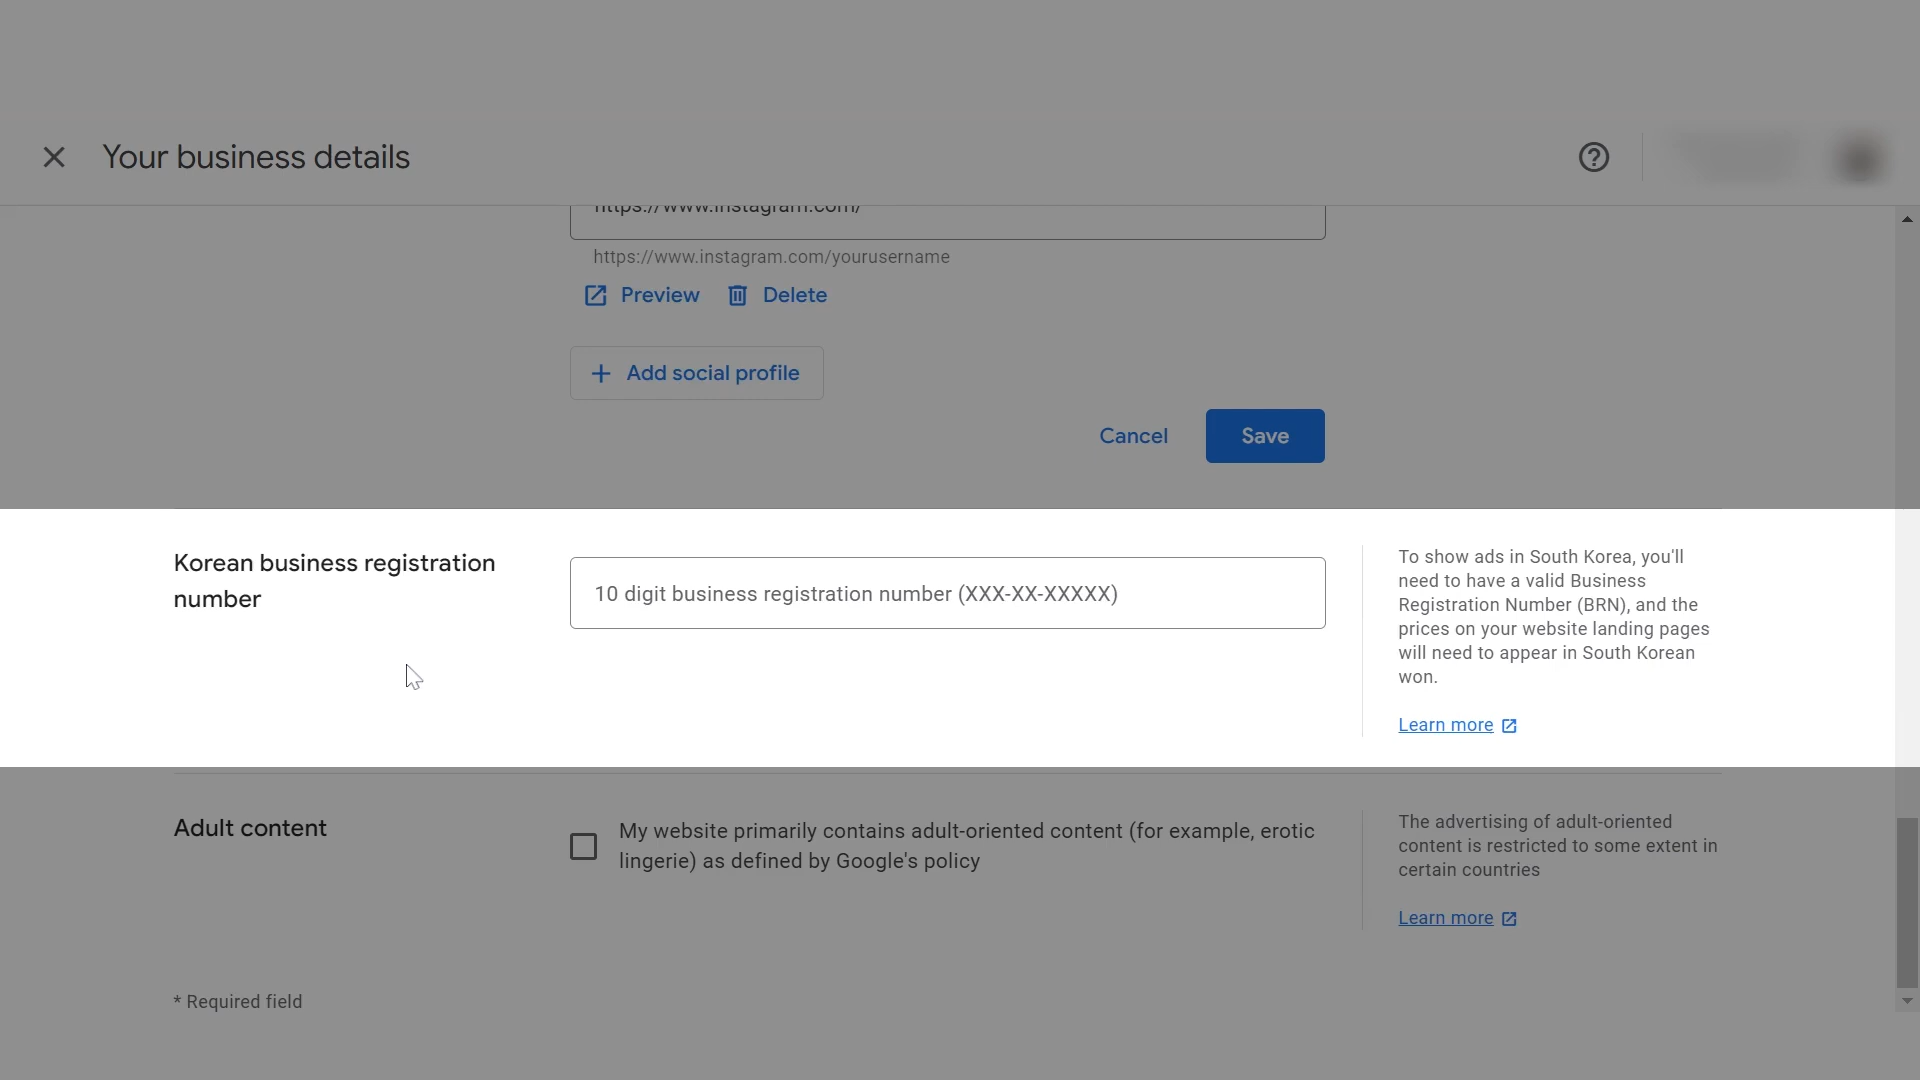 Your business details
https://www.instagram.com/
https://www.instagram.com/yourusername
Preview
Delete
Add social profile
Cancel
Save
Korean business registration
number
10 digit business registration number (XXX-XX-XXXXX)
To show ads in South Korea, you'll
need to have a valid Business
Registration Number (BRN), and the
prices on your website landing pages
will need to appear in South Korean
won.
Learn more
Adult content
My website primarily contains adult-oriented content (for example, erotic
lingerie) as defined by Google's policy
The advertising of adult-oriented
content is restricted to some extent in
certain countries
Learn more
* Required field